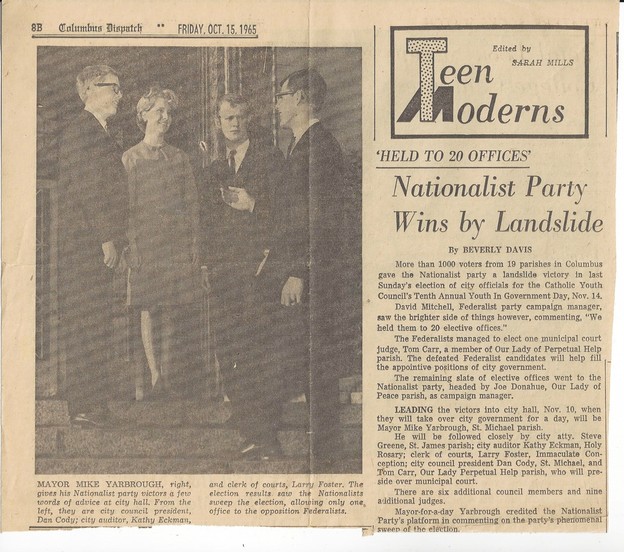 8B Columbus Dispatch ** FRIDAY, OCT. 15, 1965
MAYOR MIKE YARBROUGH, right,
gives his Nationalist party victors a few
words of advice at city hall. From the
left, they are city council president,
Dan Cody; city auditor, Kathy Eckman,
and clerk of courts, Larry Foster. The
election results saw the Nationalists
sweep the election, allowing only one
office to the opposition Federalists.
Edited by
SARAH MILLS
Teen
Moderns
'HELD TO 20 OFFICES'
Nationalist Party
Wins by Landslide
By BEVERLY DAVIS
More than 1000 voters from 19 parishes in Columbus
gave the Nationalist party a landslide victory in last
Sunday's election of city officials for the Catholic Youth
Council's Tenth Annual Youth In Government Day, Nov. 14.
David Mitchell, Federalist party campaign manager,
saw the brighter side of things however, commenting, "We
held them to 20 elective offices."
The Federalists managed to elect one municipal court
judge, Tom Carr, a member of Our Lady of Perpetual Help
parish. The defeated Federalist candidates will help fill
the appointive positions of city government.
The remaining slate of elective offices went to the
Nationalist party, headed by Joe Donahue, Our Lady of
Peace parish, as campaign manager.
LEADING the victors into city hall, Nov. 10, when
they will take over city government for a day, will be
Mayor Mike Yarbrough, St. Michael parish.
He will be followed closely by city atty. Steve
Greene, St. James parish; city auditor Kathy Eckman, Holy
Rosary; clerk of courts, Larry Foster, Immaculate Con-
ception; city council president Dan Cody, St. Michael, and
Tom Carr, Our Lady Perpetual Help parish, who will pre-
side over municipal court.
There are six additional council members and nine
additional judges.
Mayor-for-a-day Yarbrough credited the Nationalist
Party's platform in commenting on the party's phenomenal
sweep of the election.